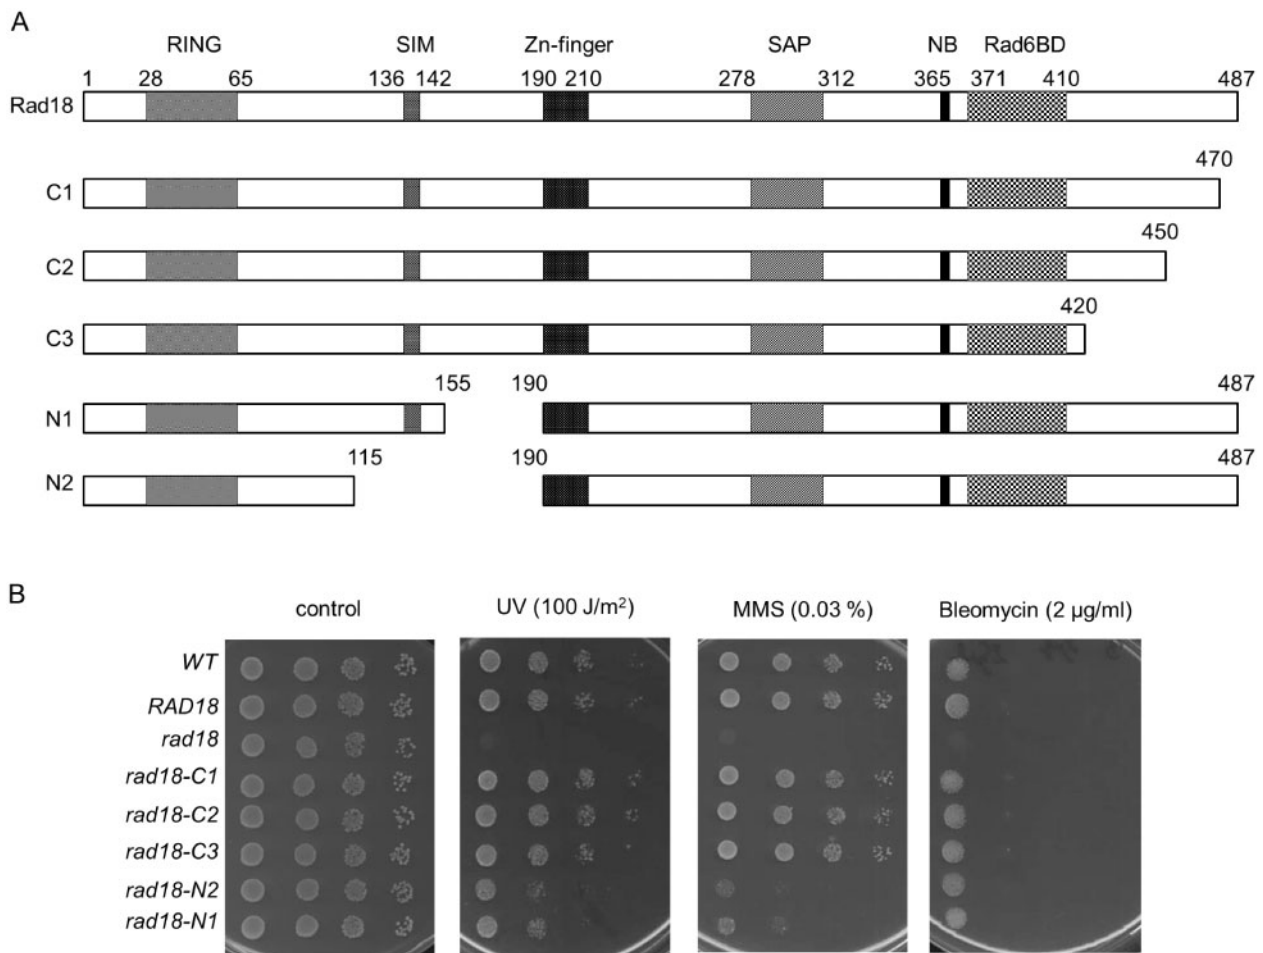 A
RING SIM Zn-finger SAP NB Rad6BD
1 28 65 136 142 190 210 278 312 365 371 410 487
Rad18
470
C1
450
C2
420
C3
155 190 487
N1
115 190 487
N2
B
control UV (100 J/m²) MMS (0.03 %) Bleomycin (2 µg/ml)
WT
RAD18
rad18
rad18-C1
rad18-C2
rad18-C3
rad18-N2
rad18-N1